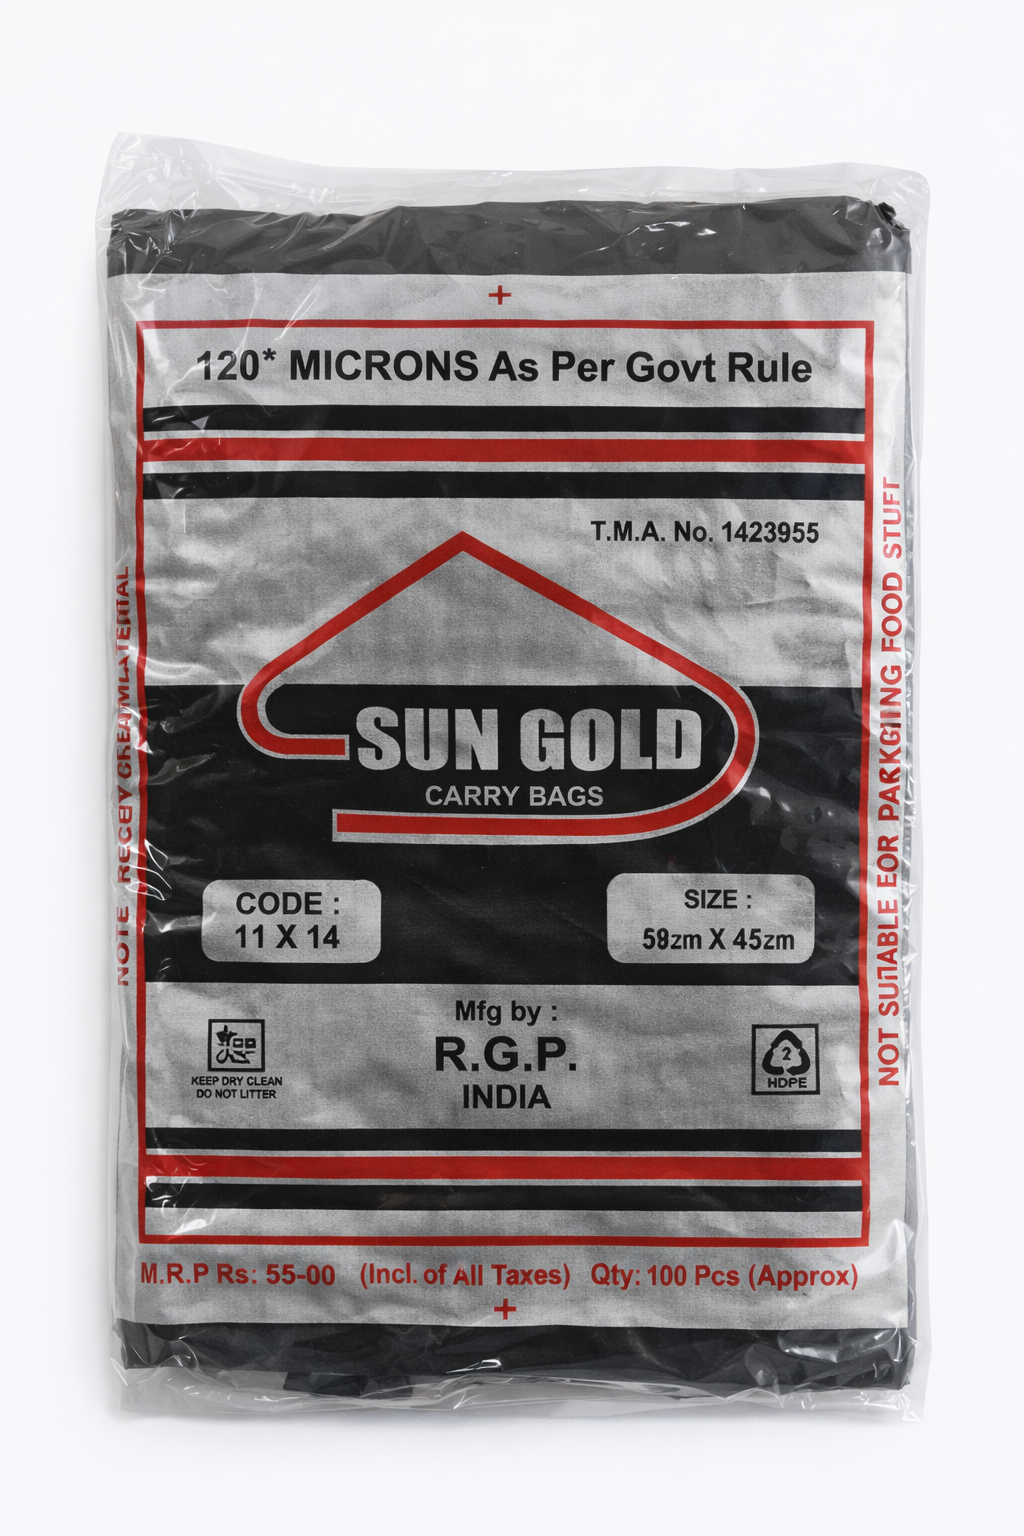 120* MICRONS As Per Govt Rule
T.M.A. No. 1423955
SUN GOLD
CARRY BAGS
CODE :
11 X 14
SIZE :
58zm X 45zm
Mfg by :
R.G.P.
INDIA
KEEP DRY CLEAN
DO NOT LITTER
2
HDPE
M.R.P Rs: 55-00 (Incl. of All Taxes) Qty: 100 Pcs (Approx)
NOTE
NOT SUITABLE EOR PARKGIING FOOD STUFT